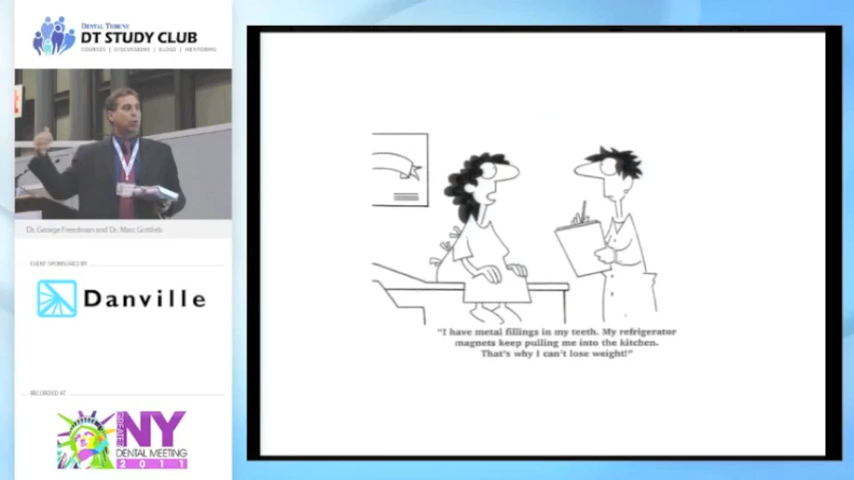 DENTAL TRIBUNE
DT STUDY CLUB
COURSES | DISCUSSIONS | BLOGS | MENTORING
Dr. George Freedman and Dr. Marc Gottlieb
EVENT SPONSORED BY
Danville
RECORDED AT
GREATER
NY
DENTAL MEETING
2011
"I have metal fillings in my teeth. My refrigerator
magnets keep pulling me into the kitchen.
That's why I can't lose weight!"